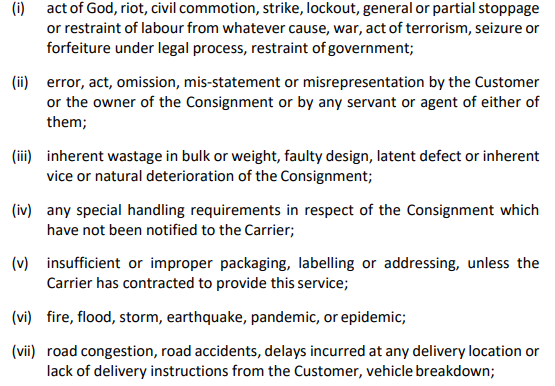 (i) act of God, riot, civil commotion, strike, lockout, general or partial stoppage
or restraint of labour from whatever cause, war, act of terrorism, seizure or
forfeiture under legal process, restraint of government;
(ii) error, act, omission, mis-statement or misrepresentation by the Customer
or the owner of the Consignment or by any servant or agent of either of
them;
(iii) inherent wastage in bulk or weight, faulty design, latent defect or inherent
vice or natural deterioration of the Consignment;
(iv) any special handling requirements in respect of the Consignment which
have not been notified to the Carrier;
(v) insufficient or improper packaging, labelling or addressing, unless the
Carrier has contracted to provide this service;
(vi) fire, flood, storm, earthquake, pandemic, or epidemic;
(vii) road congestion, road accidents, delays incurred at any delivery location or
lack of delivery instructions from the Customer, vehicle breakdown;